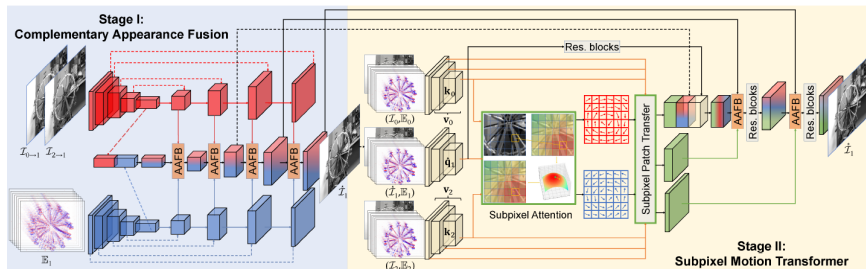 Stage I:
Complementary Appearance Fusion
I₀→₁ I₂→₁
𝔼₁
AAFB
AAFB
AAFB
AAFB
Î₁
(I₀,𝔼₀)
(Î₁,𝔼₁)
(I₂,𝔼₂)
k₀
v₀
q̂₁
v₂
k₂
Subpixel Attention
Subpixel Patch Transfer
Res. blocks
AAFB
Res. blcoks
AAFB
Res. blcoks
Î₁
Stage II:
Subpixel Motion Transformer